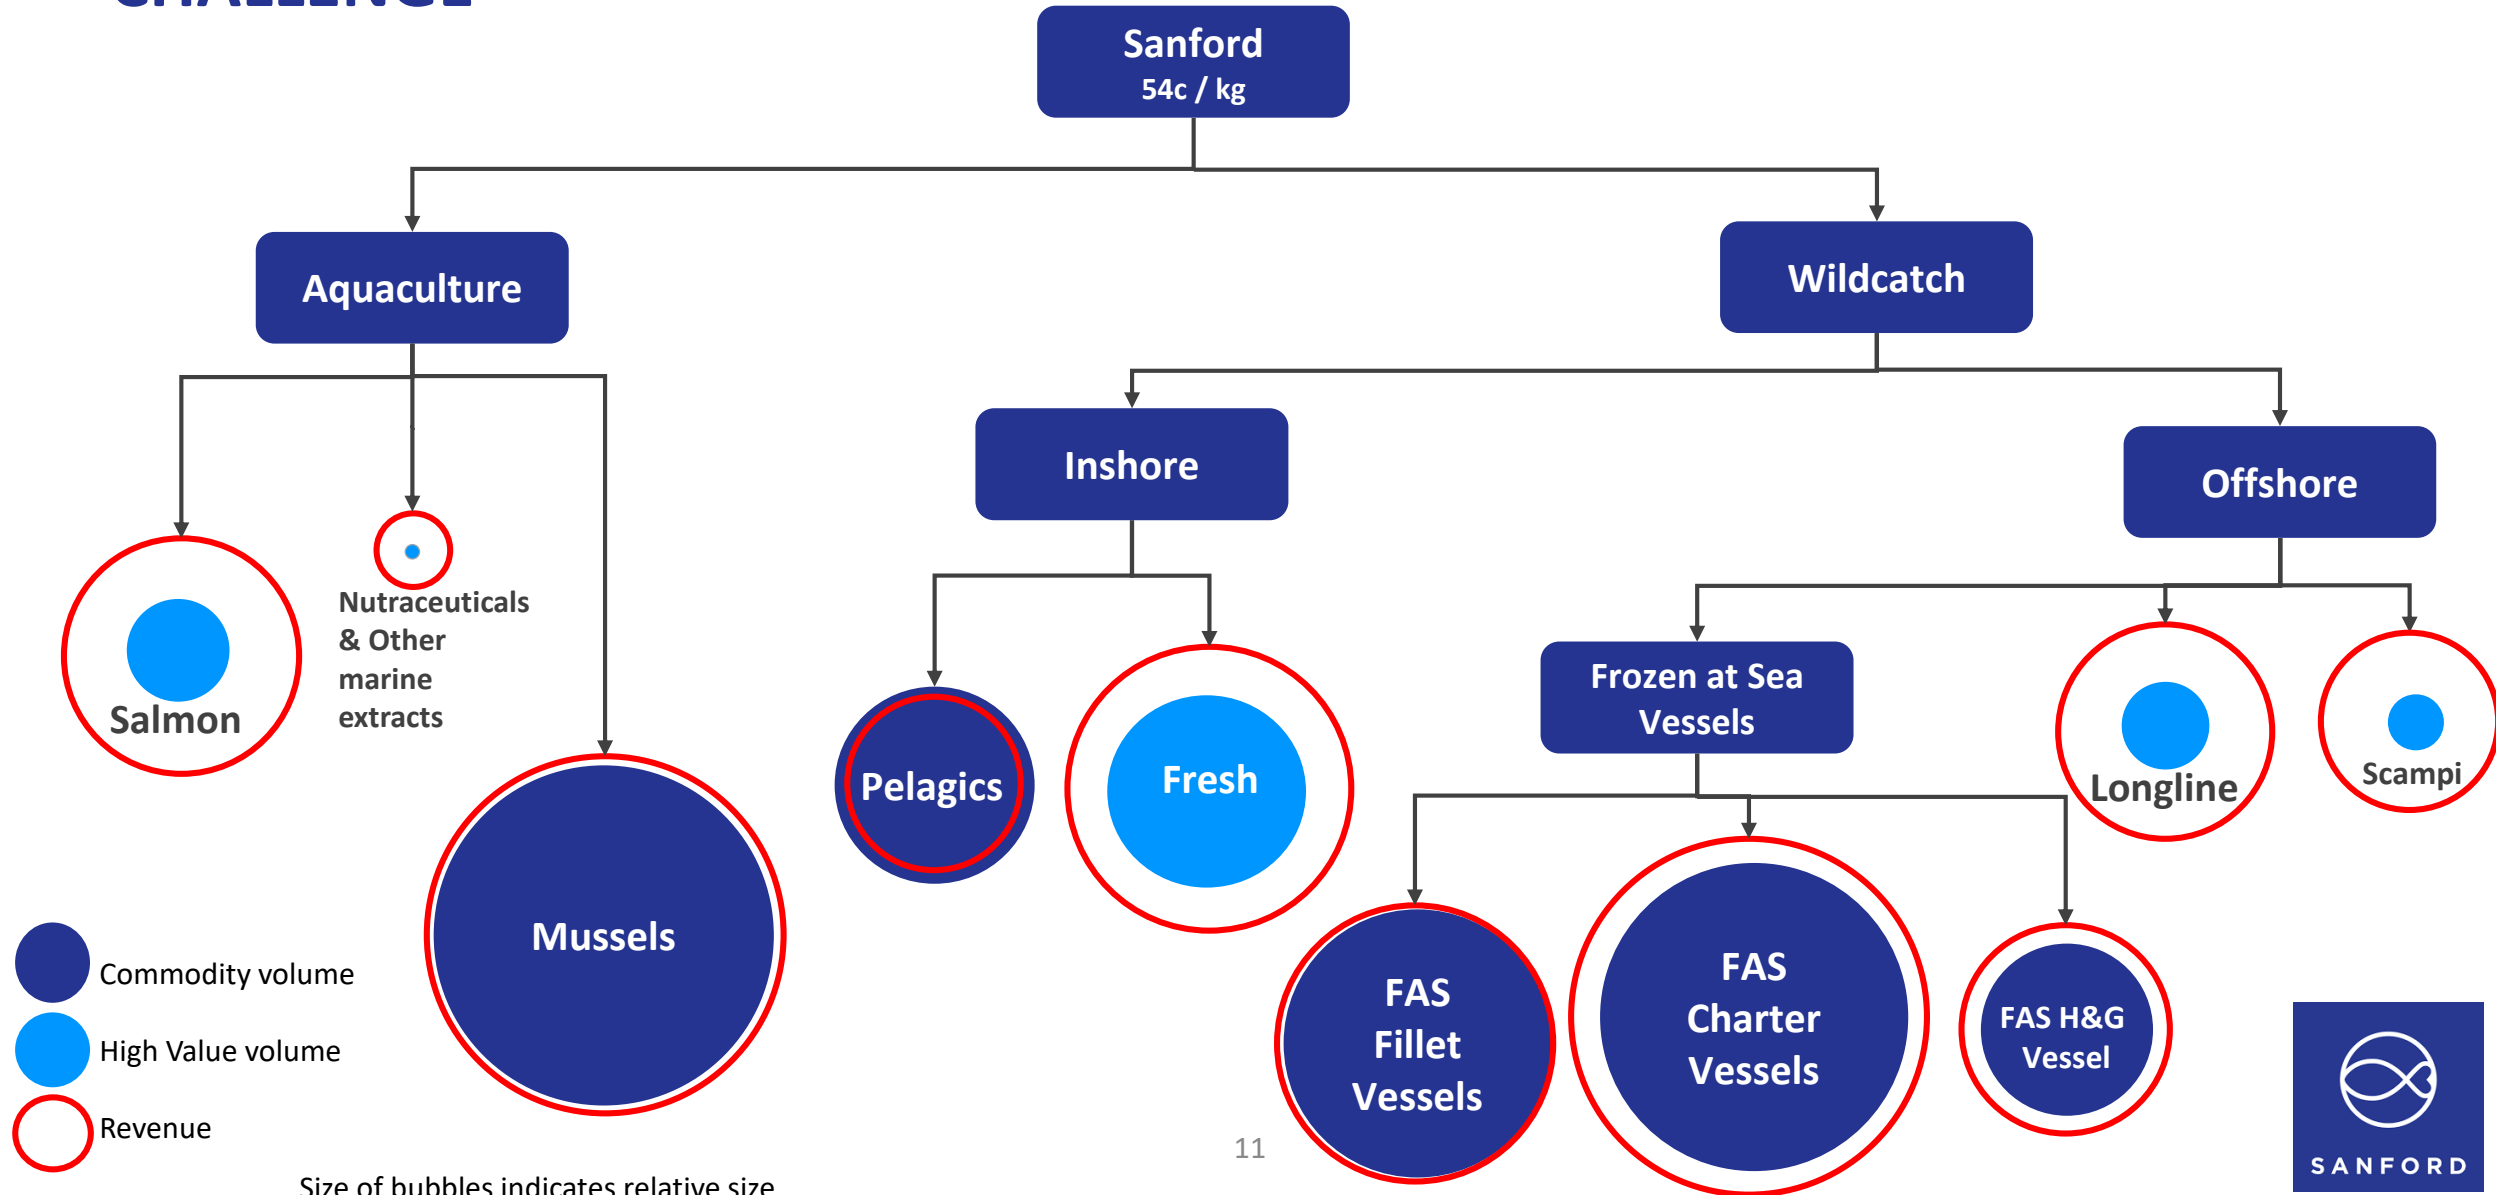 CHALLENGE
Sanford
54c / kg
Aquaculture
Wildcatch
Inshore
Offshore
Nutraceuticals
& Other
marine
extracts
Salmon
Mussels
Pelagics
Fresh
Frozen at Sea
Vessels
Longline
Scampi
FAS
Fillet
Vessels
FAS
Charter
Vessels
FAS H&G
Vessel
Commodity volume
High Value volume
Revenue
Size of bubbles indicates relative size
11
SANFORD